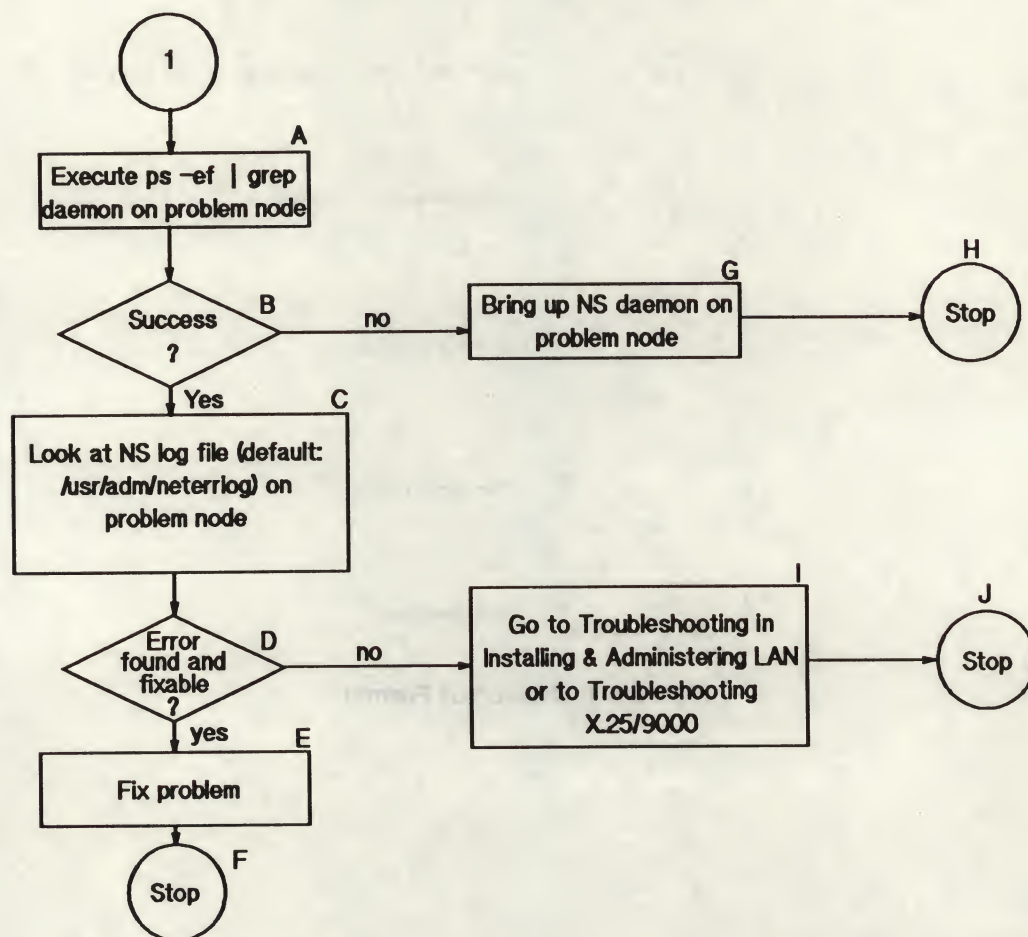 1
A
Execute ps -ef | grep
daemon on problem node
B
Success
?
no
G
Bring up NS daemon on
problem node
H
Stop
Yes
C
Look at NS log file (default:
/usr/adm/neterrlog) on
problem node
D
Error
found and
fixable
?
no
I
Go to Troubleshooting in
Installing & Administering LAN
or to Troubleshooting
X.25/9000
J
Stop
yes
E
Fix problem
F
Stop